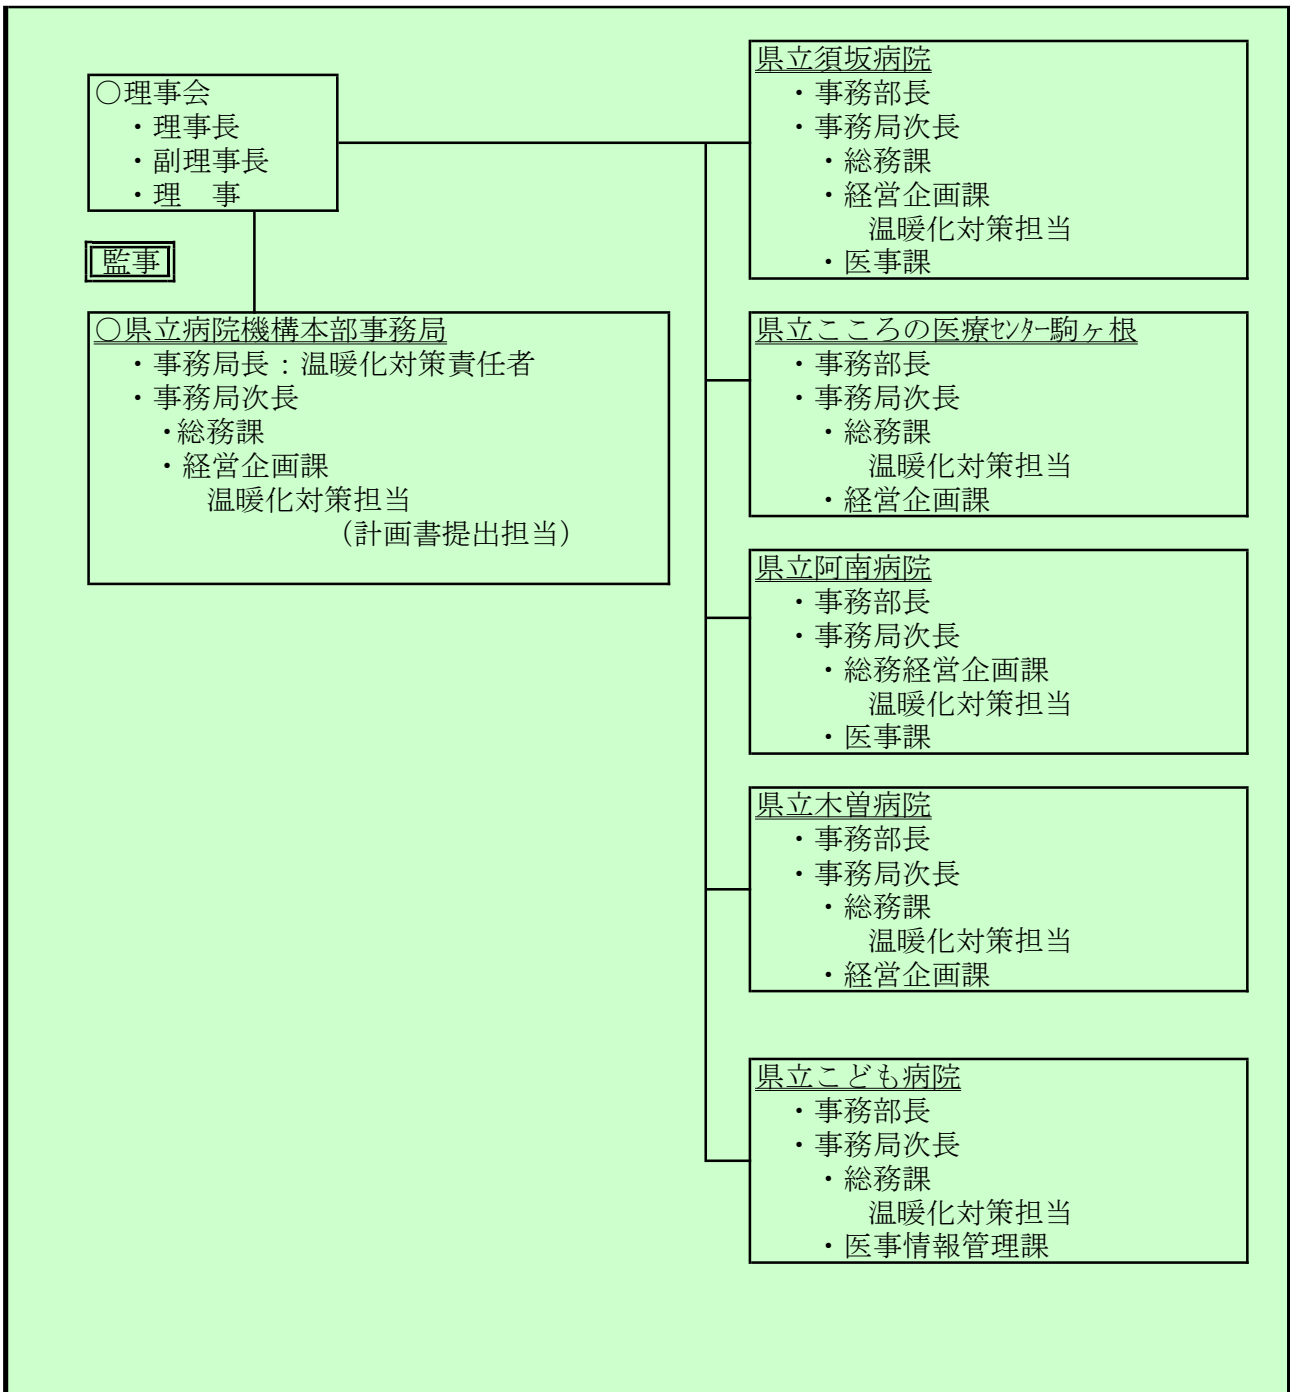 〇理事会
・理事長
・副理事長
・理　事
監事
〇県立病院機構本部事務局
・事務局長：温暖化対策責任者
・事務局次長
・総務課
・経営企画課
温暖化対策担当
（計画書提出担当）
県立須坂病院
・事務部長
・事務局次長
・総務課
・経営企画課
温暖化対策担当
・医事課
県立こころの医療ｾﾝﾀｰ駒ヶ根
・事務部長
・事務局次長
・総務課
温暖化対策担当
・経営企画課
県立阿南病院
・事務部長
・事務局次長
・総務経営企画課
温暖化対策担当
・医事課
県立木曽病院
・事務部長
・事務局次長
・総務課
温暖化対策担当
・経営企画課
県立こども病院
・事務部長
・事務局次長
・総務課
温暖化対策担当
・医事情報管理課